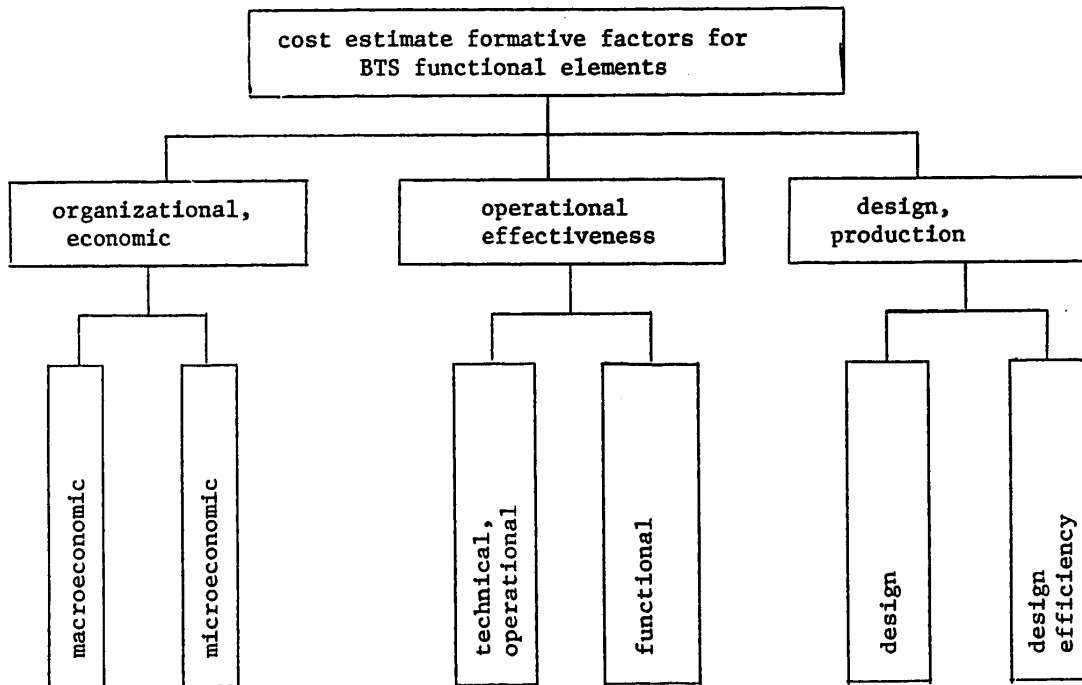 cost estimate formative factors for
BTS functional elements
organizational,
economic
operational
effectiveness
design,
production
macroeconomic
microeconomic
technical,
operational
functional
design
design
efficiency